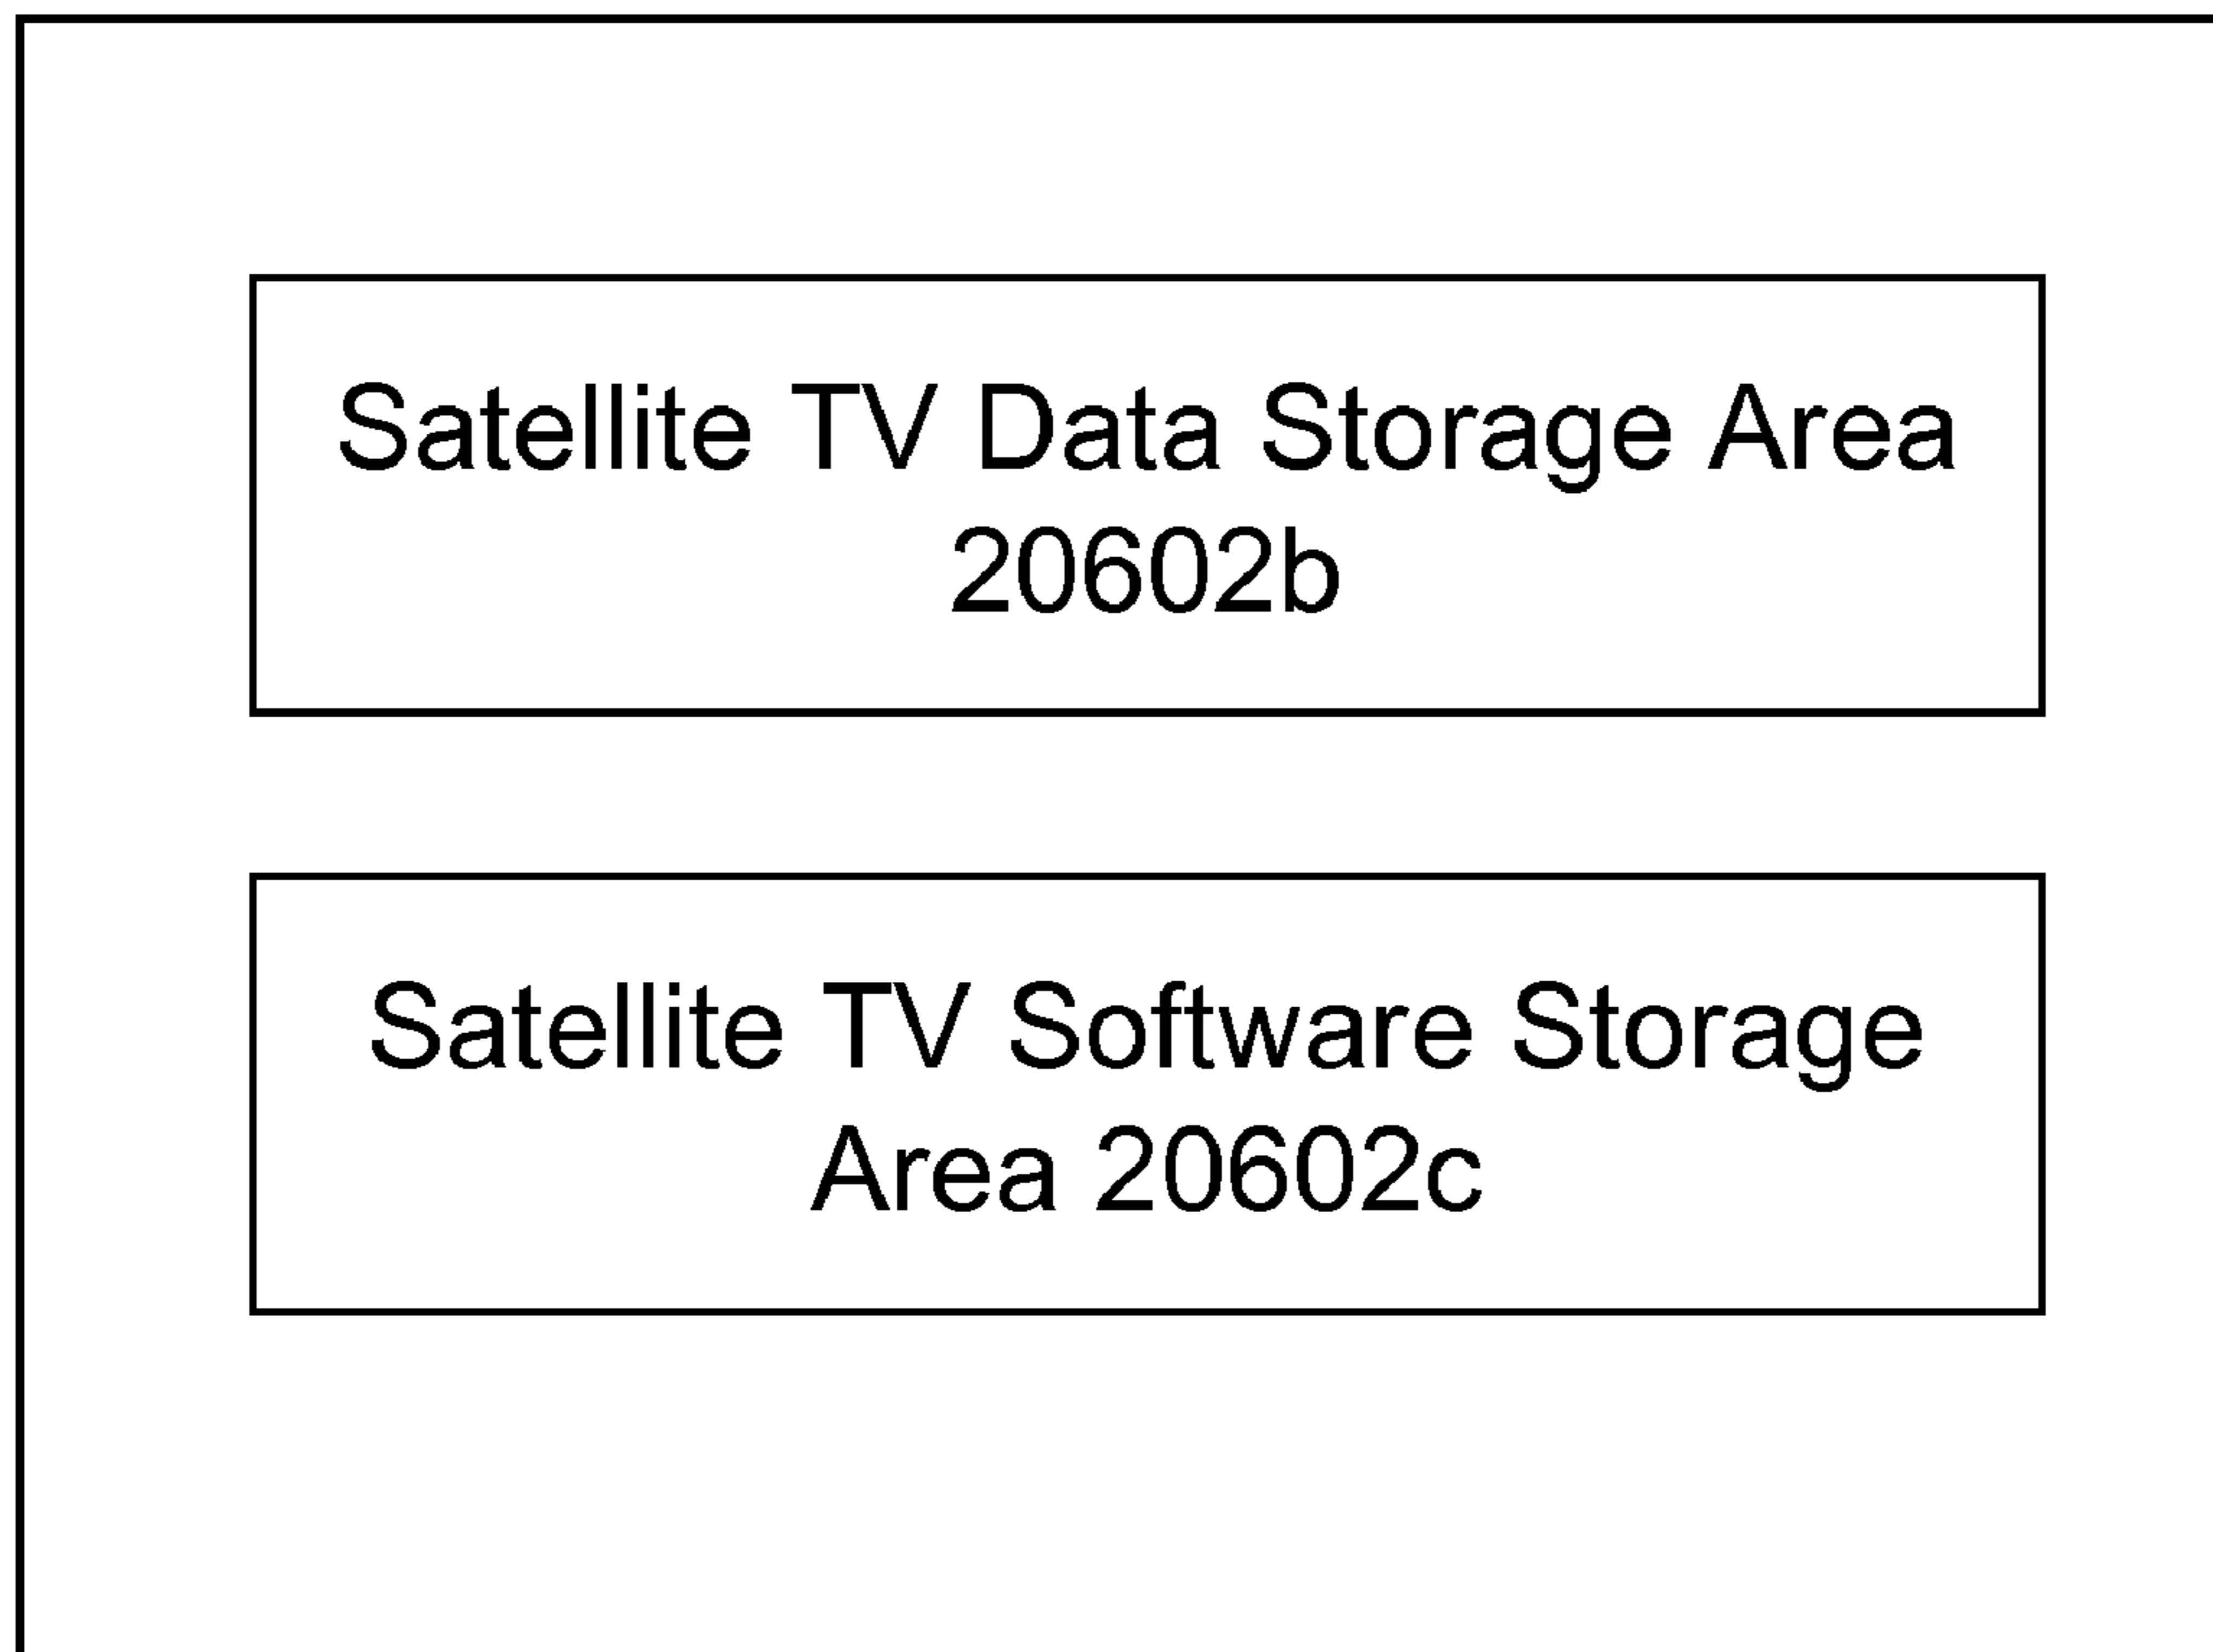 Satellite TV Data Storage Area
20602b
Satellite TV Software Storage
Area 20602c